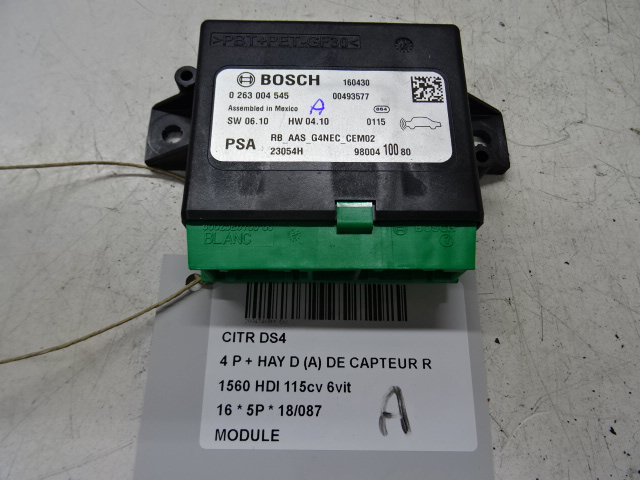 >PBT+PET-GF30<
BOSCH 160430
0 263 004 545 00493577
Assembled in Mexico A 664
SW 06.10 HW 04.10 0115
PSA RB_AAS_G4NEC_CEM02
23054H 98004 100 80
BLANC
CITR DS4
4 P + HAY D (A) DE CAPTEUR R
1560 HDI 115cv 6vit
16 * 5P * 18/087
MODULE
A